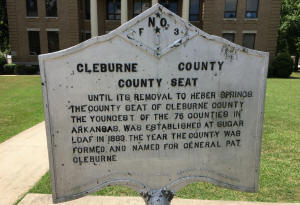 NO.
F 3
CLEBURNE COUNTY
COUNTY SEAT
UNTIL ITS REMOVAL TO HEBER SPRINGS,
THE COUNTY SEAT OF CLEBURNE COUNTY
THE YOUNGEST OF THE 75 COUNTIES IN
ARKANSAS, WAS ESTABLISHED AT SUGAR
LOAF IN 1883, THE YEAR THE COUNTY WAS
FORMED AND NAMED FOR GENERAL PAT
CLEBURNE